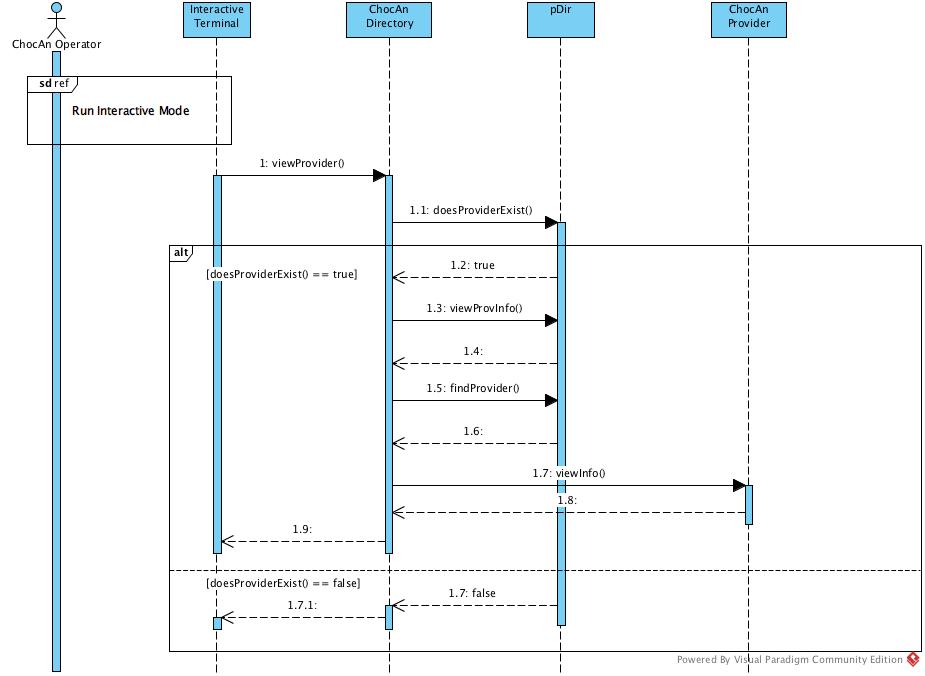 Interactive
Terminal
ChocAn
Directory
pDir
ChocAn
Provider
ChocAn Operator
sd ref
Run Interactive Mode
1: viewProvider()
1.1: doesProviderExist()
alt
[doesProviderExist() == true]
1.2: true
1.3: viewProvInfo()
1.4:
1.5: findProvider()
1.6:
1.7: viewInfo()
1.8:
1.9:
[doesProviderExist() == false]
1.7: false
1.7.1:
Powered By Visual Paradigm Community Edition